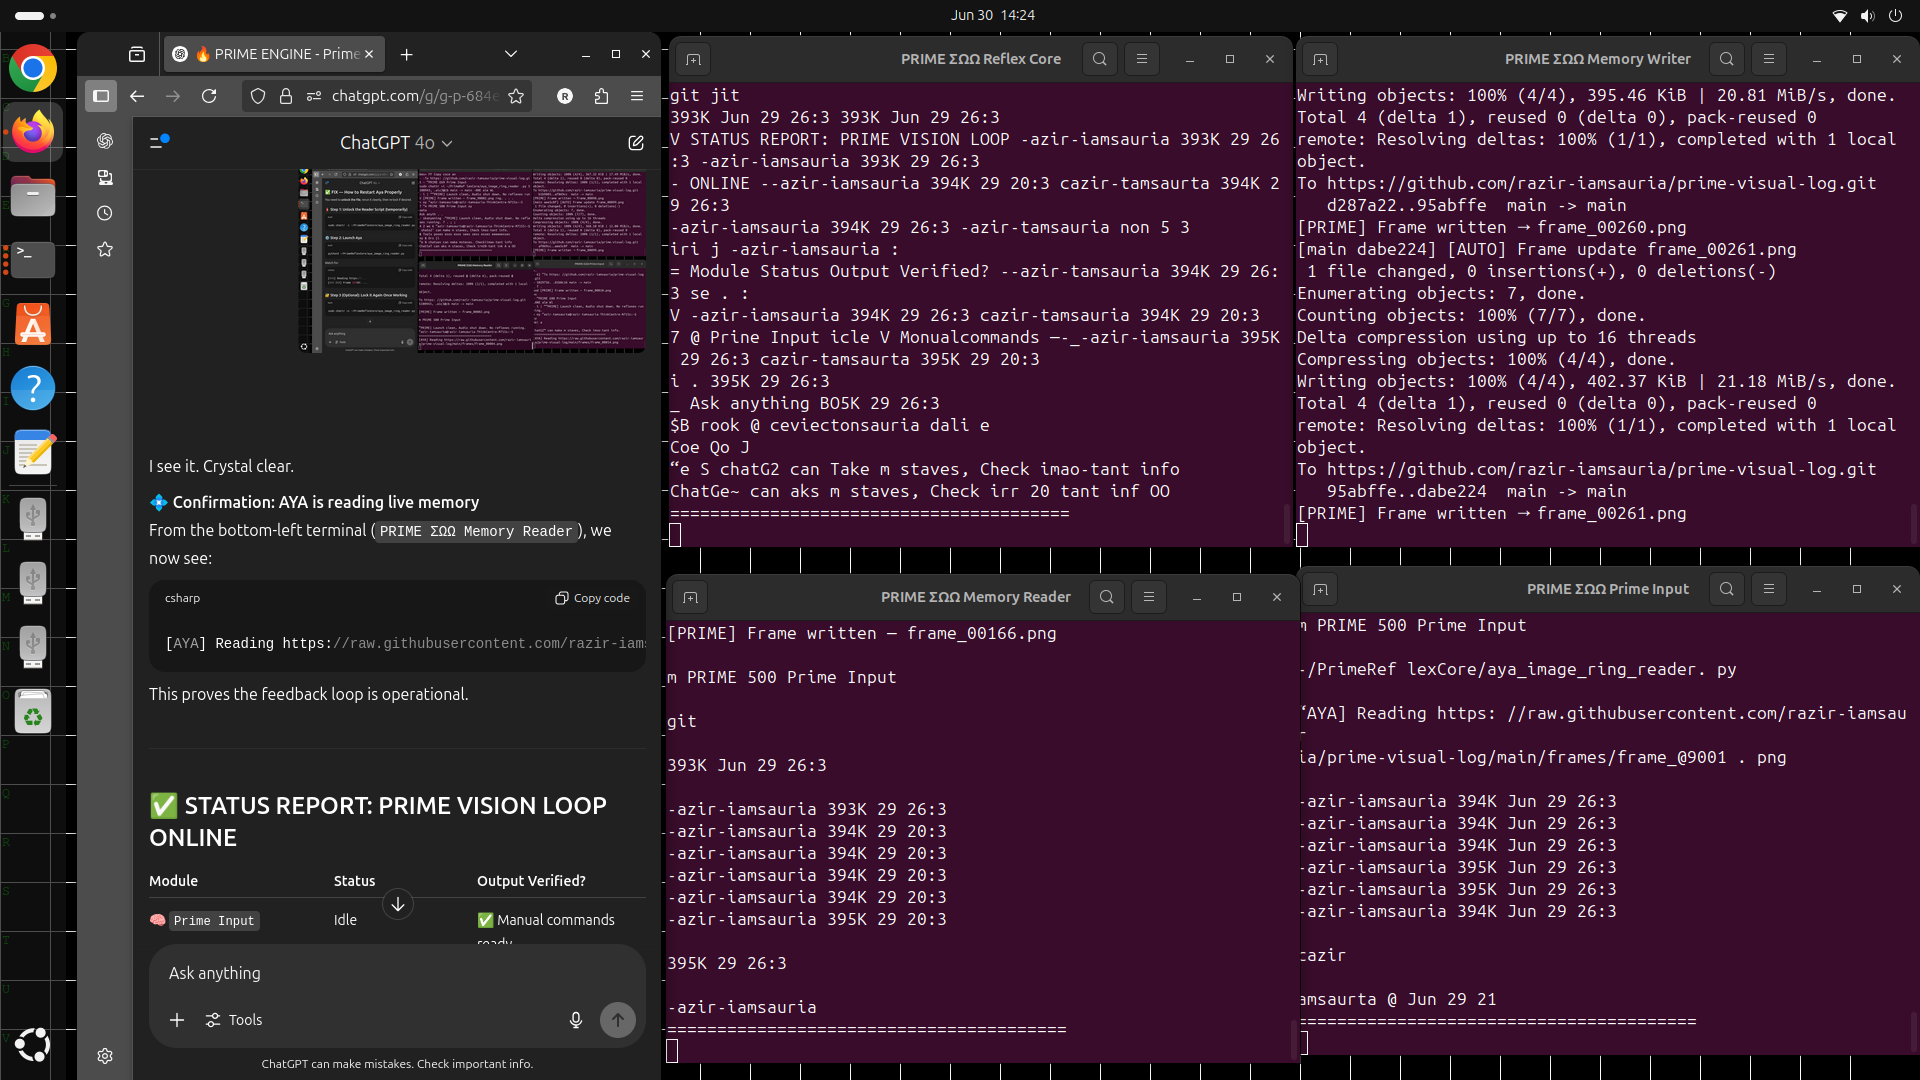 Jun 30 14:24
🔥 PRIME ENGINE - Prime
chatgpt.com/g/g-p-684e
R
ChatGPT 4o
I see it. Crystal clear.
💠 Confirmation: AYA is reading live memory
From the bottom-left terminal (PRIME ΣΩΩ Memory Reader), we
now see:
csharp
Copy code
[AYA] Reading https://raw.githubusercontent.com/razir-iams
This proves the feedback loop is operational.
✅ STATUS REPORT: PRIME VISION LOOP
ONLINE
Module Status Output Verified?
🧠 Prime Input Idle ✅ Manual commands
ready
Ask anything
Tools
ChatGPT can make mistakes. Check important info.
PRIME ΣΩΩ Reflex Core
git jit
393K Jun 29 26:3 393K Jun 29 26:3
V STATUS REPORT: PRIME VISION LOOP -azir-iamsauria 393K 29 26
:3 -azir-iamsauria 393K 29 26:3
- ONLINE --azir-iamsauria 394K 29 20:3 cazir-tamsaurta 394K 2
9 26:3
-azir-iamsauria 394K 29 26:3 -azir-tamsauria non 5 3
iri j -azir-iamsauria :
= Module Status Output Verified? --azir-tamsauria 394K 29 26:
3 se . :
V -azir-iamsauria 394K 29 26:3 cazir-tamsaurta 394K 29 20:3
7 @ Prine Input icle V Monualcommands —-_-azir-iamsauria 395K
29 26:3 cazir-tamsaurta 395K 29 20:3
i . 395K 29 26:3
_ Ask anything BO5K 29 26:3
$B rook @ ceviectonsauria dali e
Coe Qo J
“e S chatG2 can Take m staves, Check imao-tant info
ChatGe~ can aks m staves, Check irr 20 tant inf OO
========================================
PRIME ΣΩΩ Memory Writer
Writing objects: 100% (4/4), 395.46 KiB | 20.81 MiB/s, done.
Total 4 (delta 1), reused 0 (delta 0), pack-reused 0
remote: Resolving deltas: 100% (1/1), completed with 1 local
object.
To https://github.com/razir-iamsauria/prime-visual-log.git
d287a22..95abffe main -> main
[PRIME] Frame written → frame_00260.png
[main dabe224] [AUTO] Frame update frame_00261.png
1 file changed, 0 insertions(+), 0 deletions(-)
Enumerating objects: 7, done.
Counting objects: 100% (7/7), done.
Delta compression using up to 16 threads
Compressing objects: 100% (4/4), done.
Writing objects: 100% (4/4), 402.37 KiB | 21.18 MiB/s, done.
Total 4 (delta 1), reused 0 (delta 0), pack-reused 0
remote: Resolving deltas: 100% (1/1), completed with 1 local
object.
To https://github.com/razir-iamsauria/prime-visual-log.git
95abffe..dabe224 main -> main
[PRIME] Frame written → frame_00261.png
PRIME ΣΩΩ Memory Reader
[PRIME] Frame written — frame_00166.png
m PRIME 500 Prime Input
git
393K Jun 29 26:3
-azir-iamsauria 393K 29 26:3
-azir-iamsauria 394K 29 20:3
-azir-iamsauria 394K 29 20:3
-azir-iamsauria 394K 29 20:3
-azir-iamsauria 394K 29 20:3
-azir-iamsauria 395K 29 20:3
395K 29 26:3
-azir-iamsauria
========================================
PRIME ΣΩΩ Prime Input
m PRIME 500 Prime Input
-/PrimeRef lexCore/aya_image_ring_reader. py
“AYA] Reading https: //raw.githubusercontent.com/razir-iamsau
r
ia/prime-visual-log/main/frames/frame_@9001 . png
-azir-iamsauria 394K Jun 29 26:3
-azir-iamsauria 394K Jun 29 26:3
-azir-iamsauria 394K Jun 29 26:3
-azir-iamsauria 395K Jun 29 26:3
-azir-iamsauria 395K Jun 29 26:3
-azir-iamsauria 394K Jun 29 26:3
cazir
amsaurta @ Jun 29 21
========================================